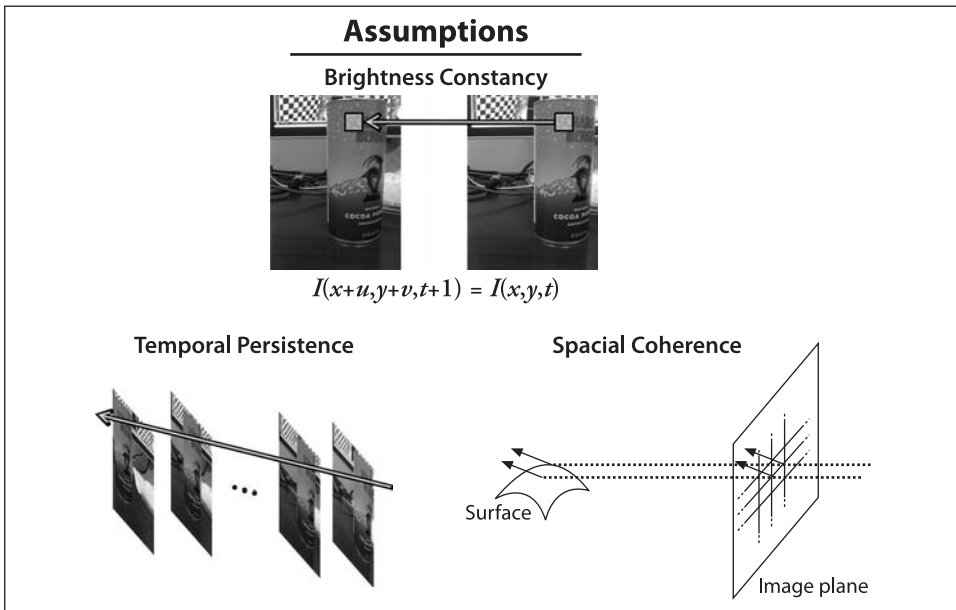 Assumptions
Brightness Constancy
COCOA
I(x+u,y+v,t+1) = I(x,y,t)
Temporal Persistence
Spacial Coherence
Surface
Image plane